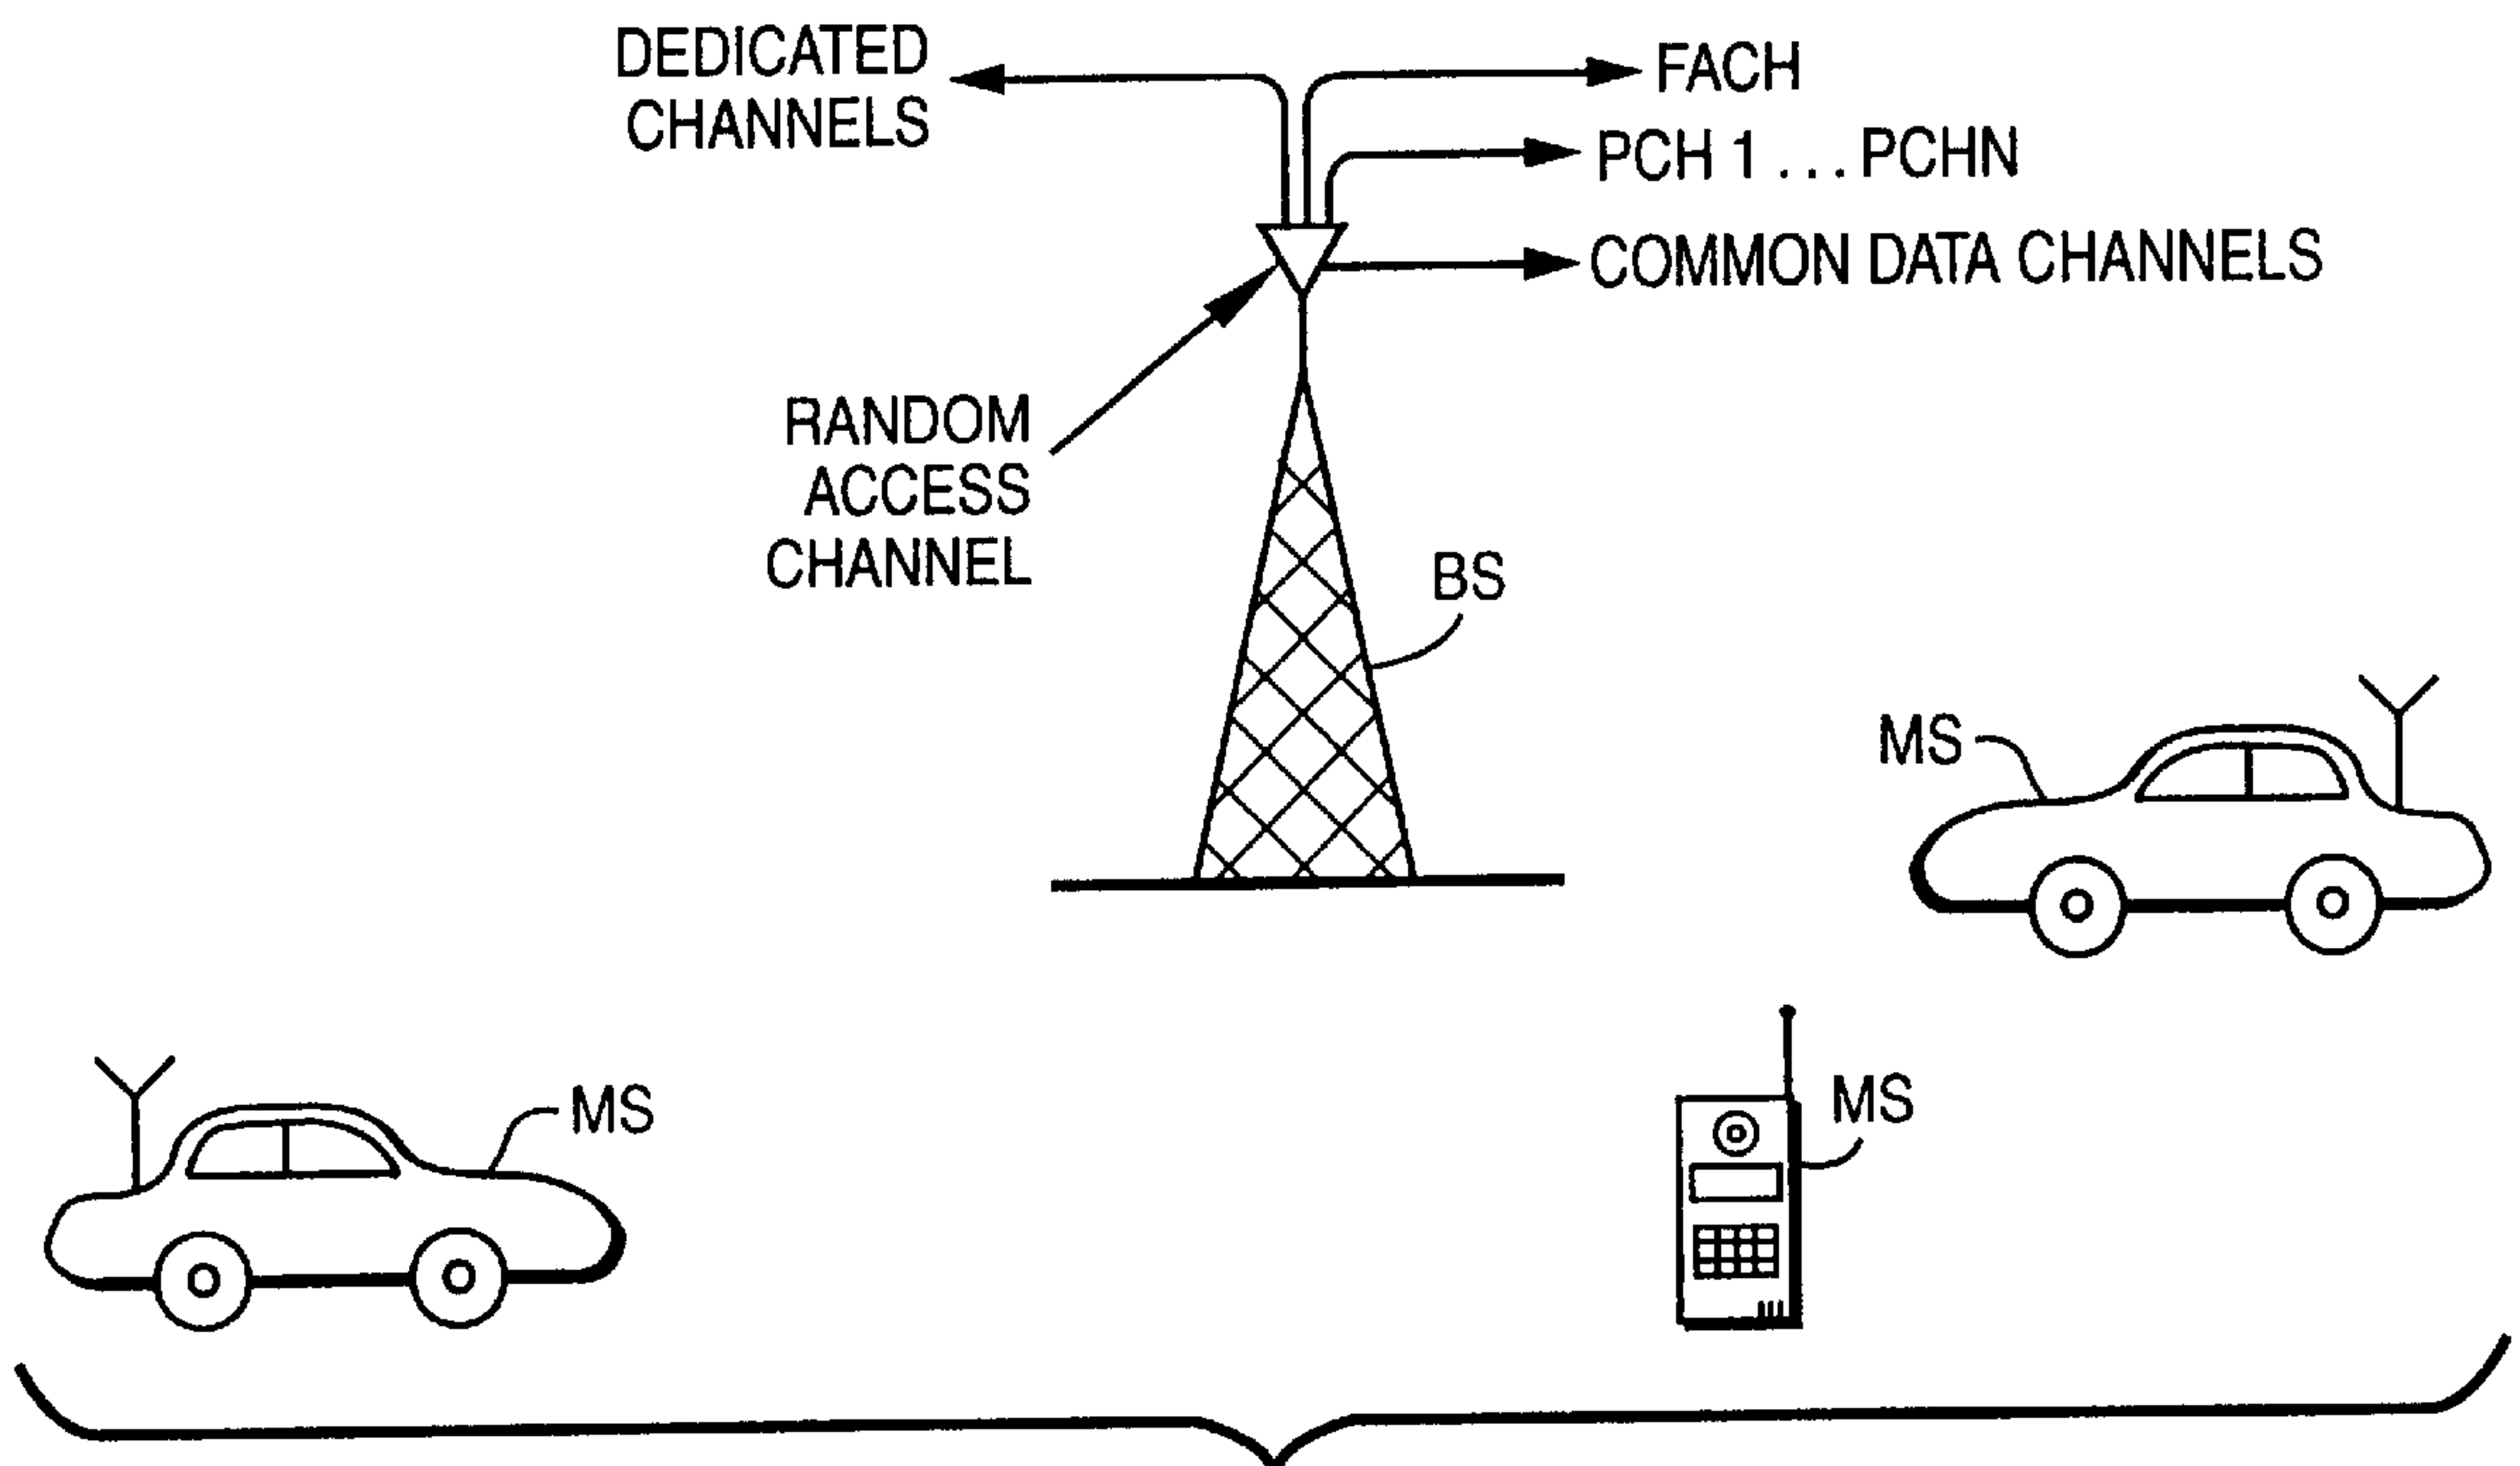 DEDICATED
CHANNELS
FACH
PCH 1 ... PCHN
COMMON DATA CHANNELS
RANDOM
ACCESS
CHANNEL
BS
MS
MS
MS